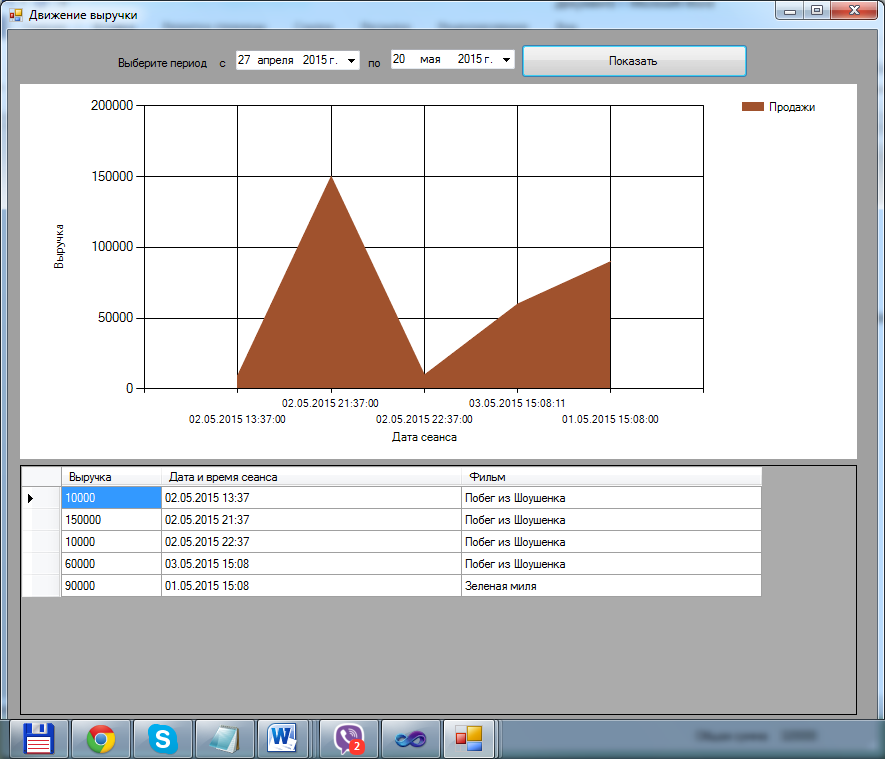 Движение выручки
Выберите период с 27 апреля 2015 г. по 20 мая 2015 г. Показать
200000
150000
100000
50000
0
Выручка
Продажи
02.05.2015 21:37:00 03.05.2015 15:08:11
02.05.2015 13:37:00 02.05.2015 22:37:00 01.05.2015 15:08:00
Дата сеанса
Выручка Дата и время сеанса Фильм
10000 02.05.2015 13:37 Побег из Шоушенка
150000 02.05.2015 21:37 Побег из Шоушенка
10000 02.05.2015 22:37 Побег из Шоушенка
60000 03.05.2015 15:08 Побег из Шоушенка
90000 01.05.2015 15:08 Зеленая миля
2